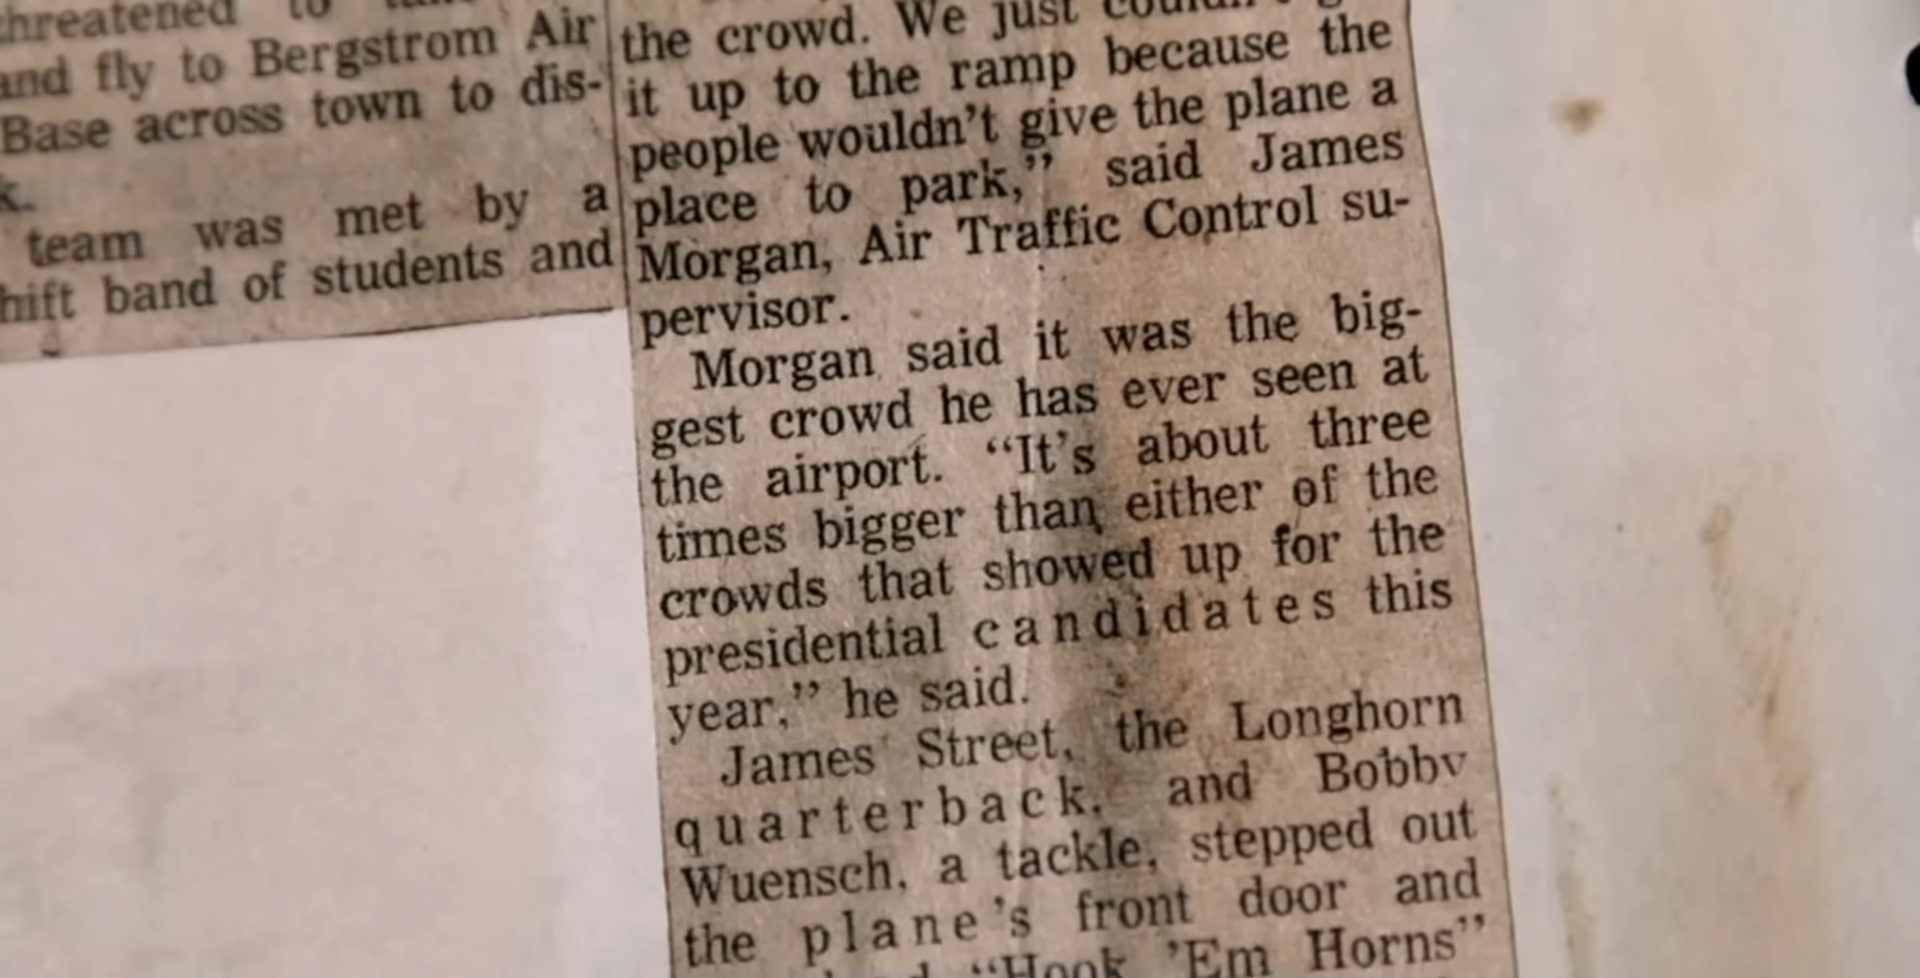 threatened to
and fly to Bergstrom Air
Base across town to dis-
k.
team was met by a
hift band of students and
the crowd. We just
it up to the ramp because the
people wouldn't give the plane a
place to park,” said James
Morgan, Air Traffic Control su-
pervisor.
Morgan said it was the big-
gest crowd he has ever seen at
the airport. “It's about three
times bigger than either of the
crowds that showed up for the
presidential candidates this
year,” he said.
James Street, the Longhorn
quarterback, and Bobby
Wuensch, a tackle, stepped out
the plane's front door and
“Hook 'Em Horns”